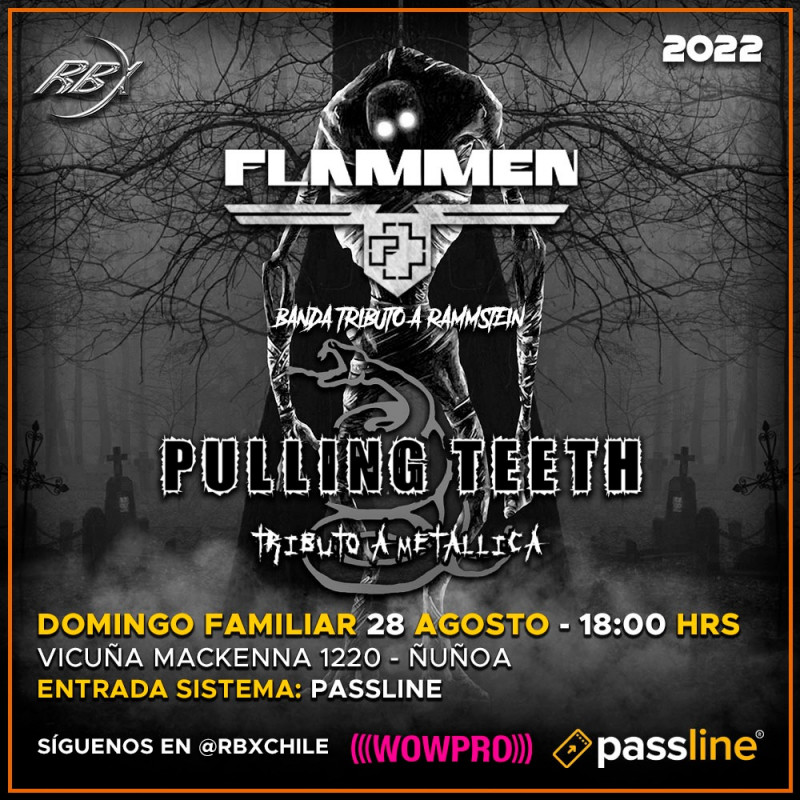 RBX
2022
FLAMMEN
F
BANDA TRIBUTO A RAMMSTEIN
PULLING TEETH
TRIBUTO A METALLICA
DOMINGO FAMILIAR 28 AGOSTO - 18:00 HRS
VICUÑA MACKENNA 1220 - ÑUÑOA
ENTRADA SISTEMA: PASSLINE
SÍGUENOS EN @RBXCHILE (((WOWPRO))) passline®